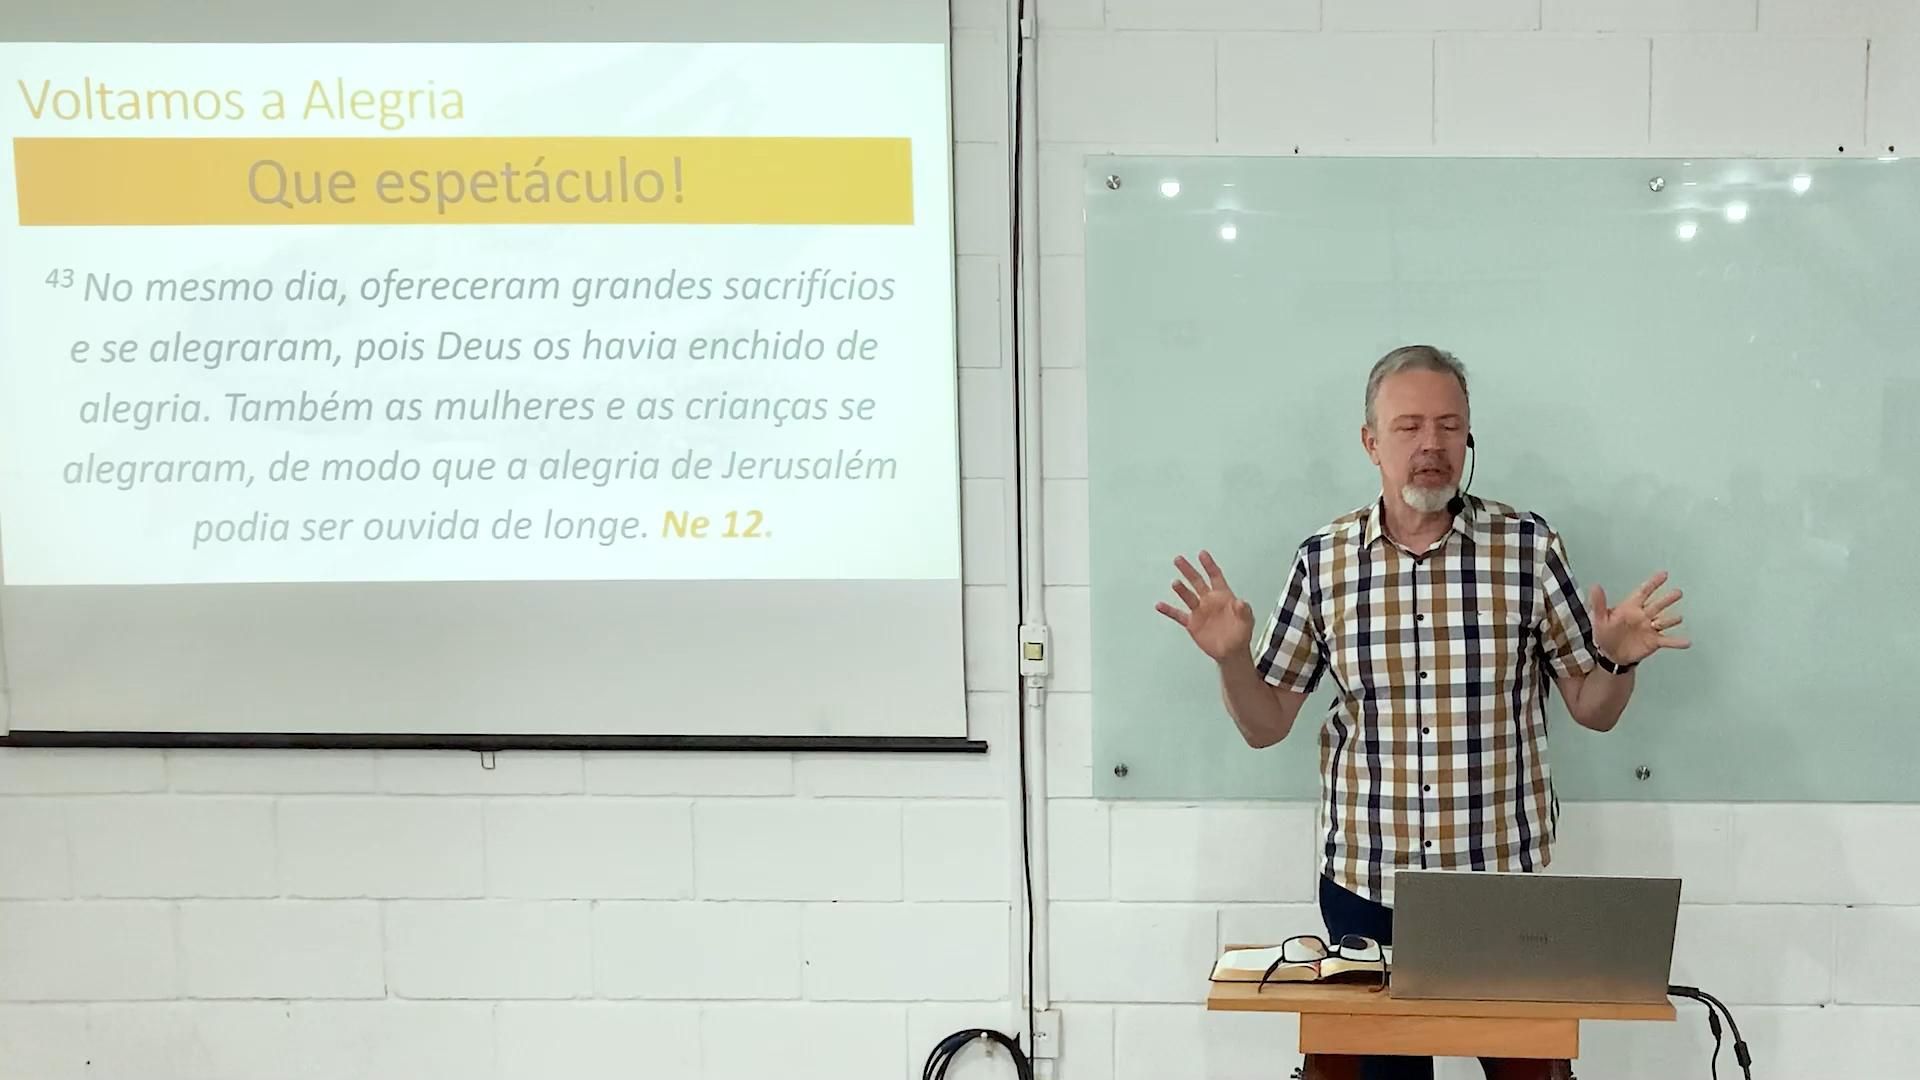 Voltamos a Alegria
Que espetáculo!
43 No mesmo dia, ofereceram grandes sacrifícios
e se alegraram, pois Deus os havia enchido de
alegria. Também as mulheres e as crianças se
alegraram, de modo que a alegria de Jerusalém
podia ser ouvida de longe. Ne 12.